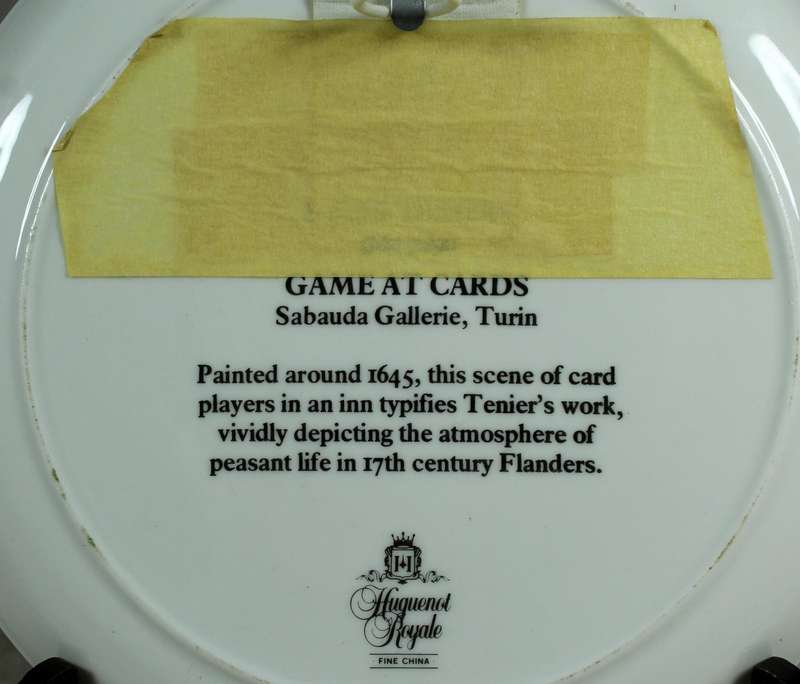 GAME AT CARDS
Sabauda Gallerie, Turin
Painted around 1645, this scene of card
players in an inn typifies Tenier's work,
vividly depicting the atmosphere of
peasant life in 17th century Flanders.
H
Huguenot
Royale
FINE CHINA